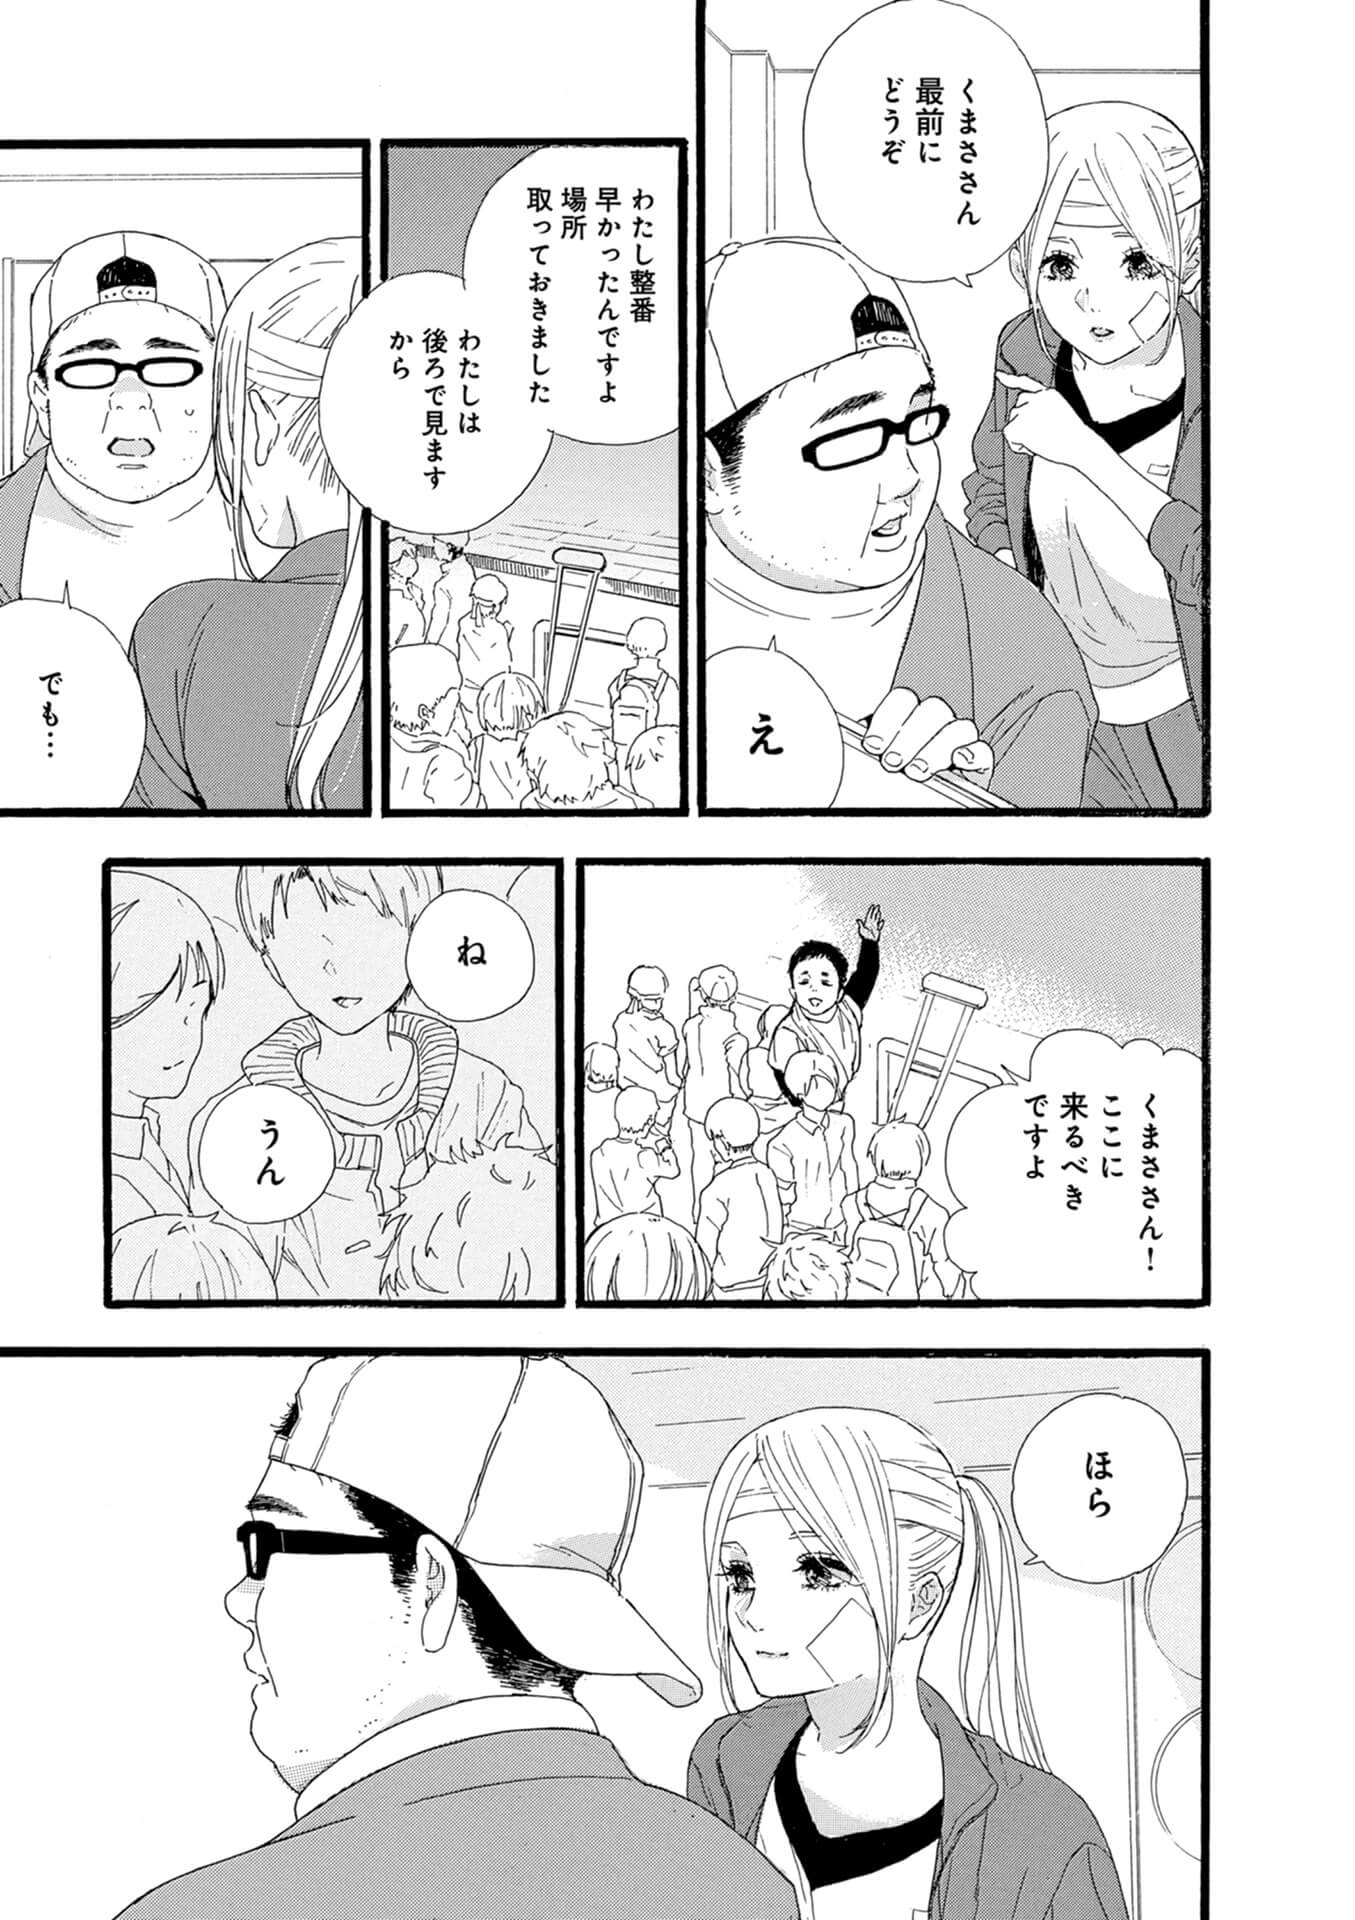 くまささん
最前に
どうぞ
え
わたし整番
早かったんですよ
場所
取っておきました
わたしは
後ろで見ます
から
でも…
くまささん！
ここに
来るべき
ですよ
ね
うん
ほら